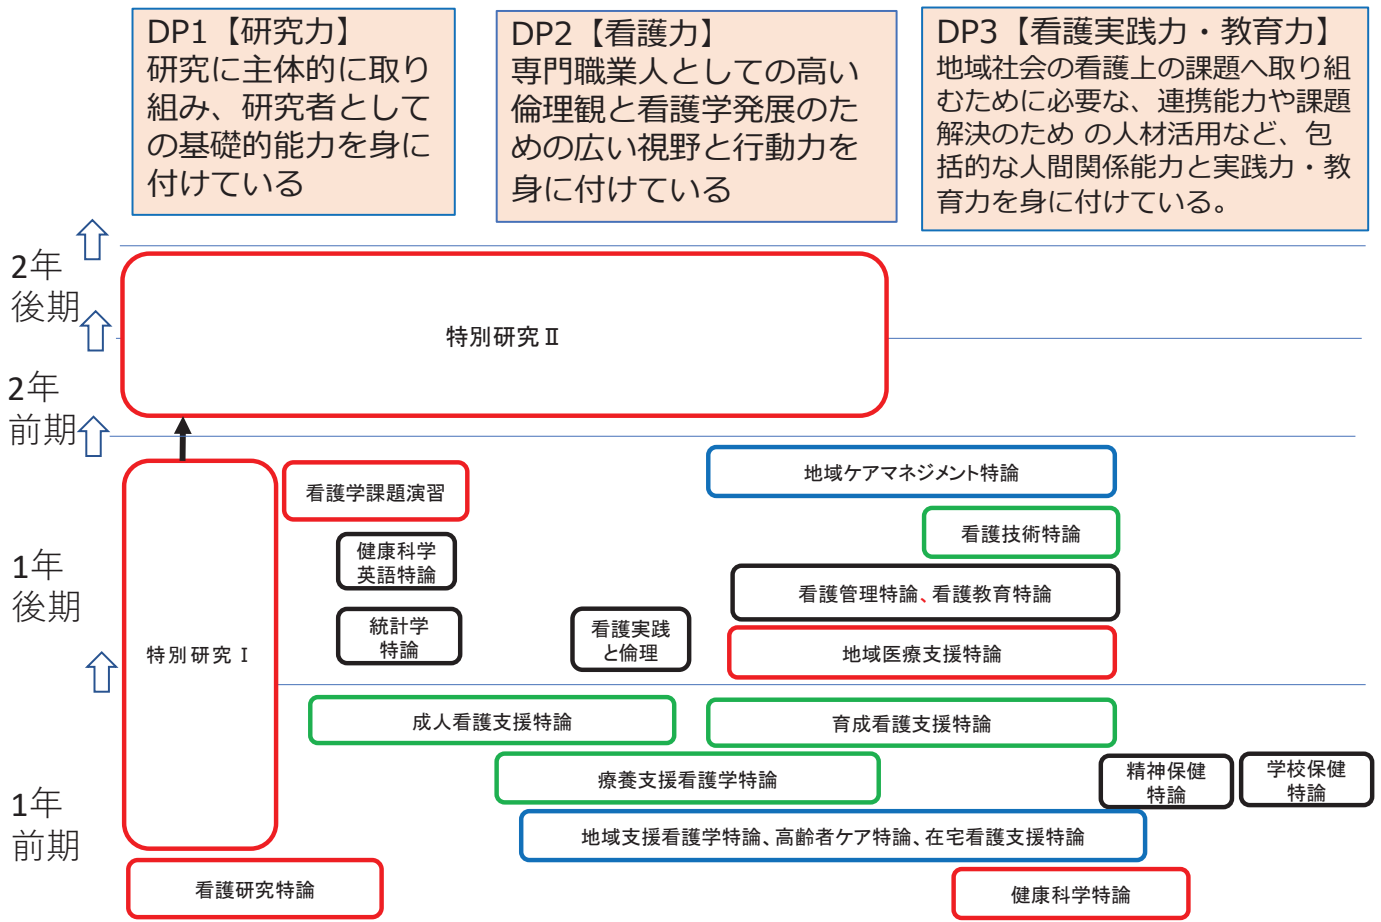 DP1【研究力】
研究に主体的に取り
組み、研究者として
の基礎的能力を身に
付けている
DP2【看護力】
専門職業人としての高い
倫理観と看護学発展のた
めの広い視野と行動力を
身に付けている
DP3【看護実践力・教育力】
地域社会の看護上の課題へ取り組
むために必要な、連携能力や課題
解決のため の人材活用など、包
括的な人間関係能力と実践力・教
育力を身に付けている。
2年
後期
特別研究Ⅱ
2年
前期
1年
後期
特別研究Ⅰ
看護学課題演習
地域ケアマネジメント特論
看護技術特論
健康科学
英語特論
看護管理特論、看護教育特論
統計学
特論
看護実践
と倫理
地域医療支援特論
1年
前期
成人看護支援特論
育成看護支援特論
療養支援看護学特論
精神保健
特論
学校保健
特論
地域支援看護学特論、高齢者ケア特論、在宅看護支援特論
看護研究特論
健康科学特論